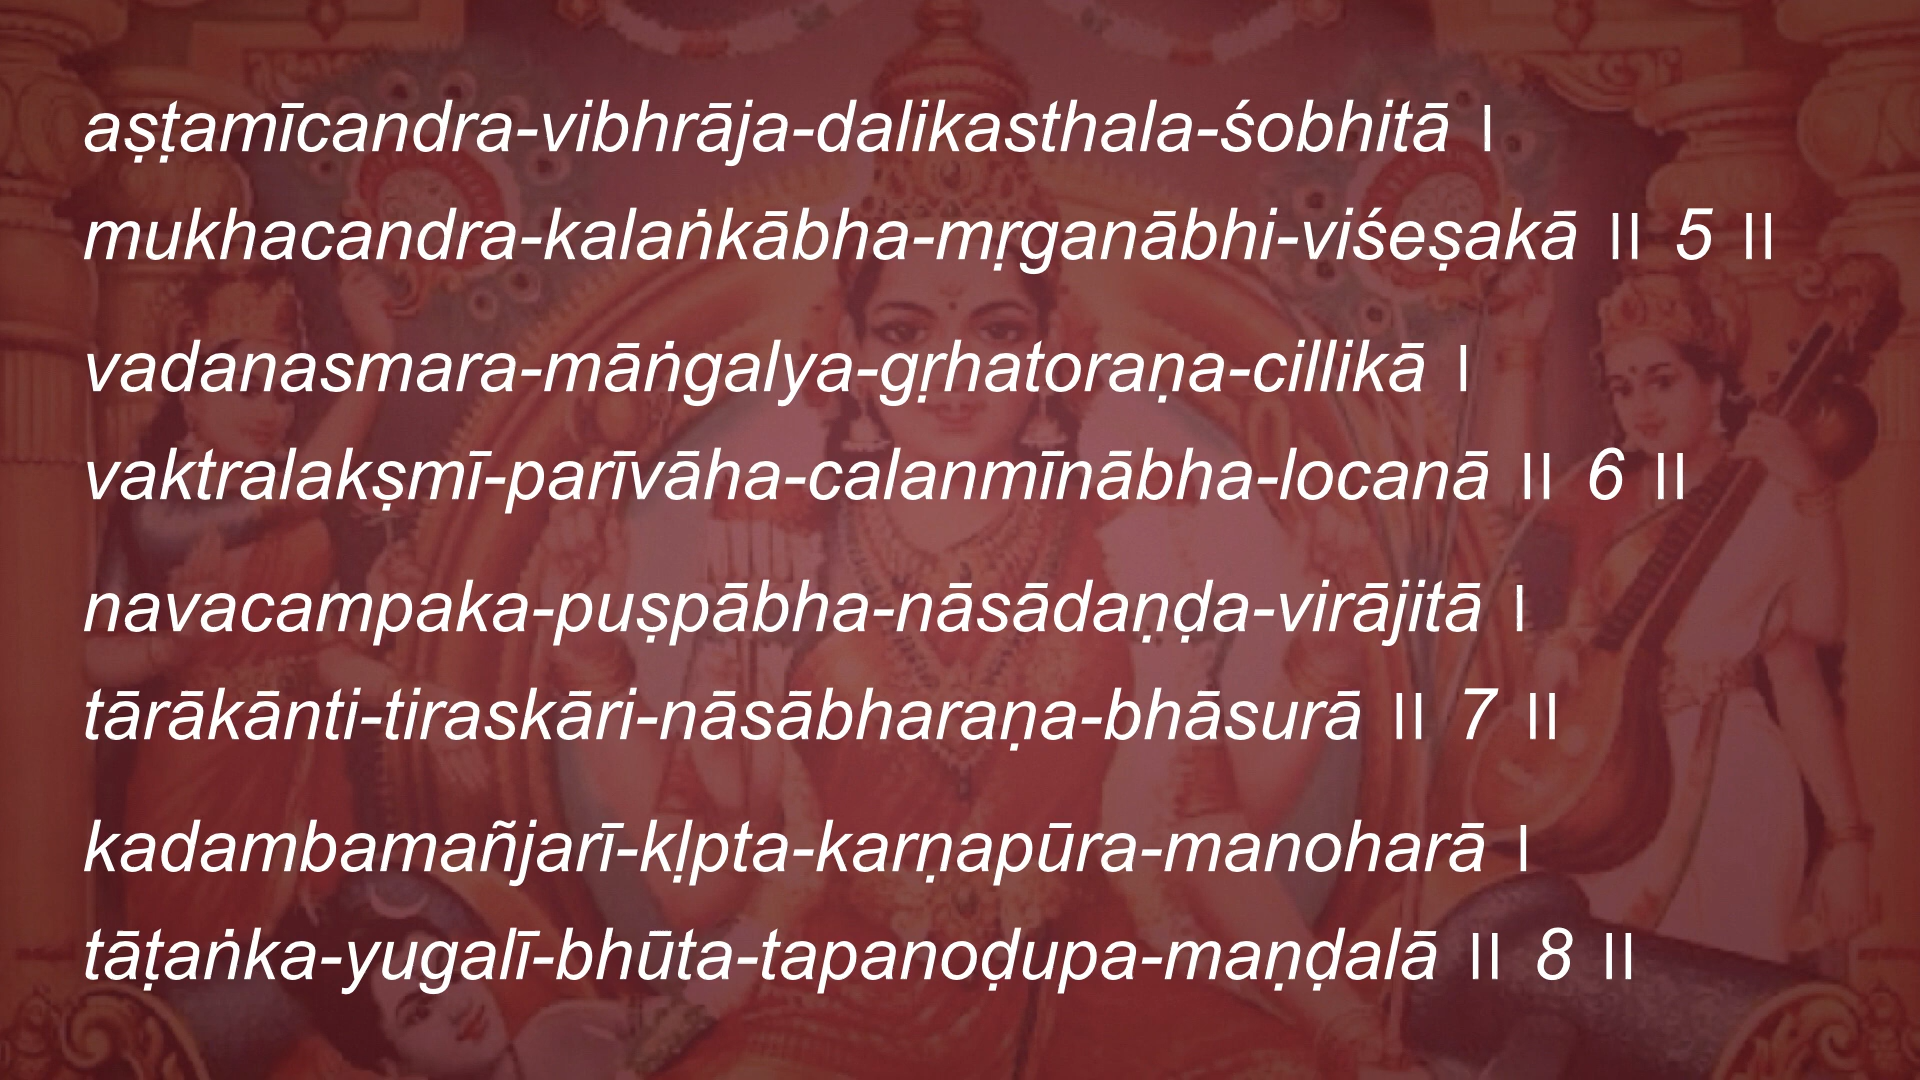 aṣṭamīcandra-vibhrāja-dalikasthala-śobhitā ।
mukhacandra-kalaṅkābha-mṛganābhi-viśeṣakā ॥ 5 ॥
vadanasmara-māṅgalya-gṛhatoraṇa-cillikā ।
vaktralakṣmī-parīvāha-calanmīnābha-locanā ॥ 6 ॥
navacampaka-puṣpābha-nāsādaṇḍa-virājitā ।
tārākānti-tiraskāri-nāsābharaṇa-bhāsurā ॥ 7 ॥
kadambamañjarī-kḷpta-karṇapūra-manoharā ।
tāṭaṅka-yugalī-bhūta-tapanoḍupa-maṇḍalā ॥ 8 ॥